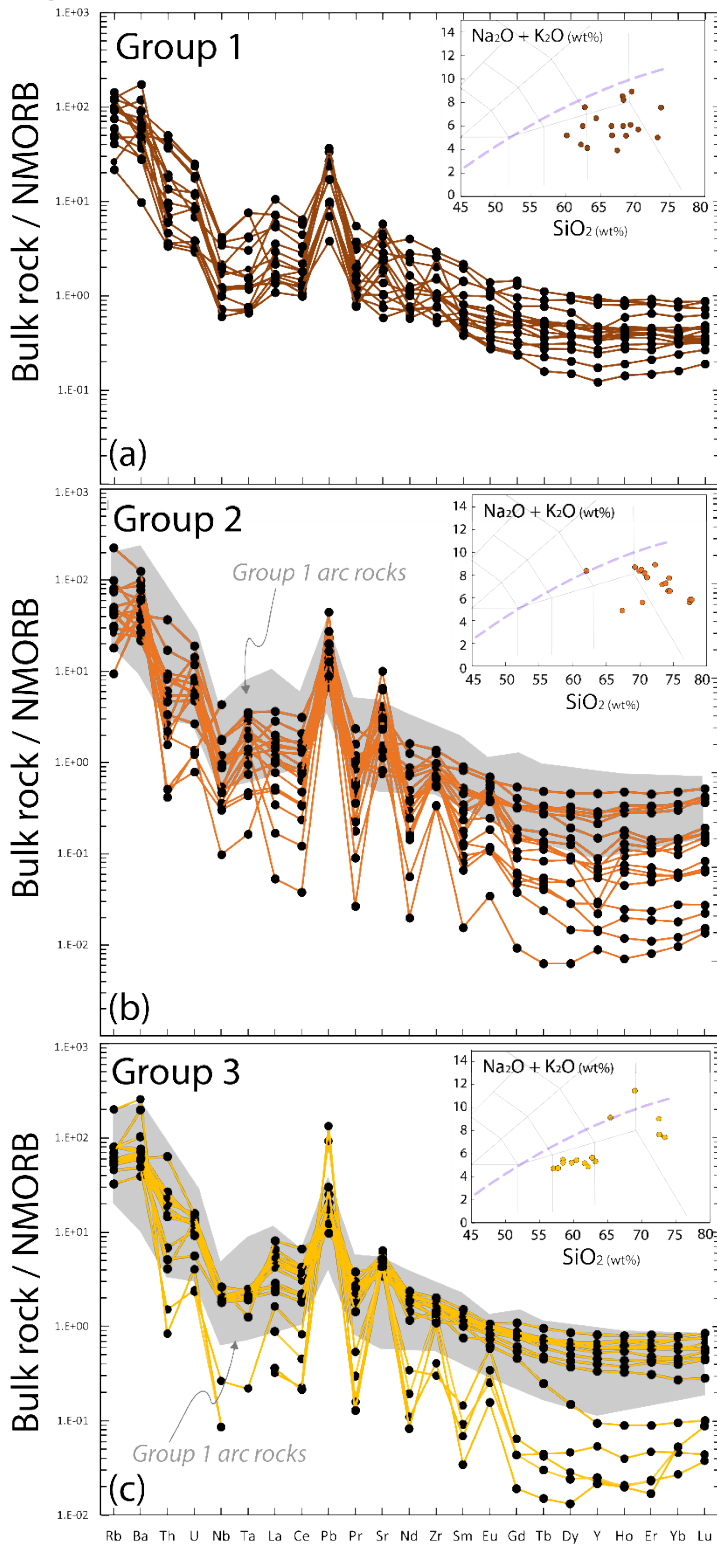 Group 1
Na₂O + K₂O (wt%)
14
12
10
8
6
4
2
0
45 50 55 60 65 70 75 80
SiO₂ (wt%)
1.E+03
1.E+02
1.E+01
1.E+00
1.E-01
Bulk rock / NMORB
(a)
Group 2
Na₂O + K₂O (wt%)
14
12
10
8
6
4
2
0
45 50 55 60 65 70 75 80
SiO₂ (wt%)
Group 1 arc rocks
1.E+03
1.E+02
1.E+01
1.E+00
1.E-01
1.E-02
Bulk rock / NMORB
(b)
Group 3
Na₂O + K₂O (wt%)
14
12
10
8
6
4
2
0
45 50 55 60 65 70 75 80
SiO₂ (wt%)
1.E+03
1.E+02
1.E+01
1.E+00
1.E-01
1.E-02
Bulk rock / NMORB
Group 1 arc rocks
(c)
Rb Ba Th U Nb Ta La Ce Pb Pr Sr Nd Zr Sm Eu Gd Tb Dy Y Ho Er Yb Lu